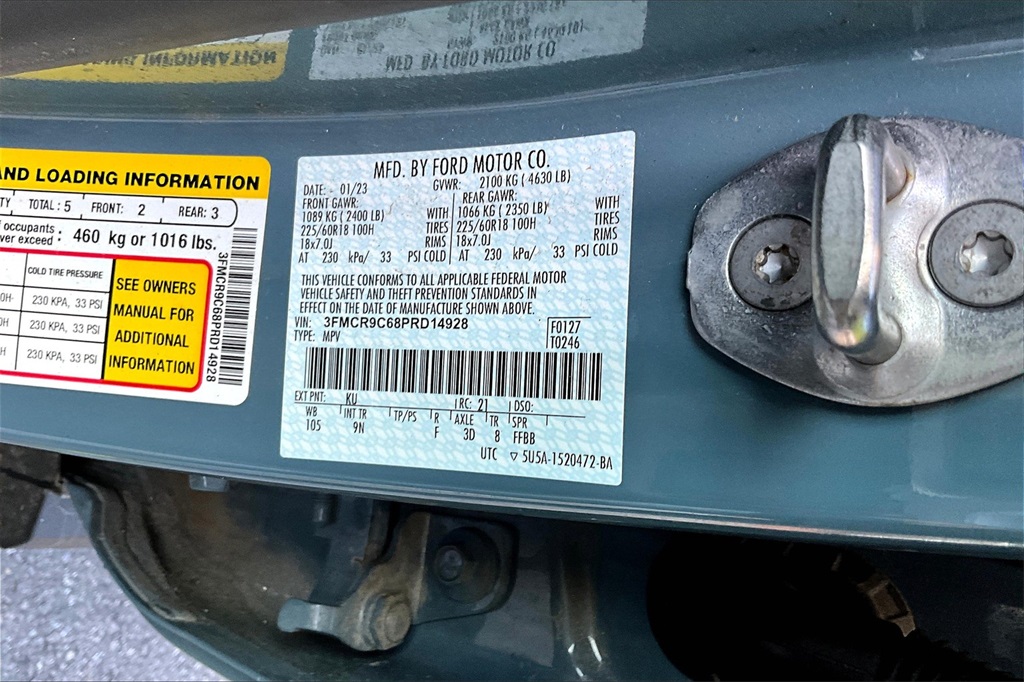 MFD. BY FORD MOTOR CO
AND LOADING INFORMATION
TOTAL: 5 FRONT: 2 REAR: 3
of occupants:
exceed: 460 kg or 1016 lbs.
COLD TIRE PRESSURE
230 KPA, 33 PSI
230 KPA, 33 PSI
230 KPA, 33 PSI
SEE OWNERS
MANUAL FOR
ADDITIONAL
INFORMATION
3FMCR9C68PRD14928
MFD. BY FORD MOTOR CO.
DATE: 01/23 GVWR: 2100 KG ( 4630 LB)
FRONT GAWR: REAR GAWR:
1089 KG ( 2400 LB) WITH 1066 KG ( 2350 LB) WITH
225/60R18 100H TIRES 225/60R18 100H TIRES
18x7.0J RIMS 18x7.0J RIMS
AT 230 kPa/ 33 PSI COLD AT 230 kPa/ 33 PSI COLD
THIS VEHICLE CONFORMS TO ALL APPLICABLE FEDERAL MOTOR
VEHICLE SAFETY AND THEFT PREVENTION STANDARDS IN
EFFECT ON THE DATE OF MANUFACTURE SHOWN ABOVE.
VIN: 3FMCR9C68PRD14928 F0127
TYPE: MPV T0246
EXT PNT: KU RC: 21 DSO:
WB INT TR TP/PS R AXLE TR SPR
105 9N F 3D 8 FFBB
UTC ▽ 5U5A-1520472-BA